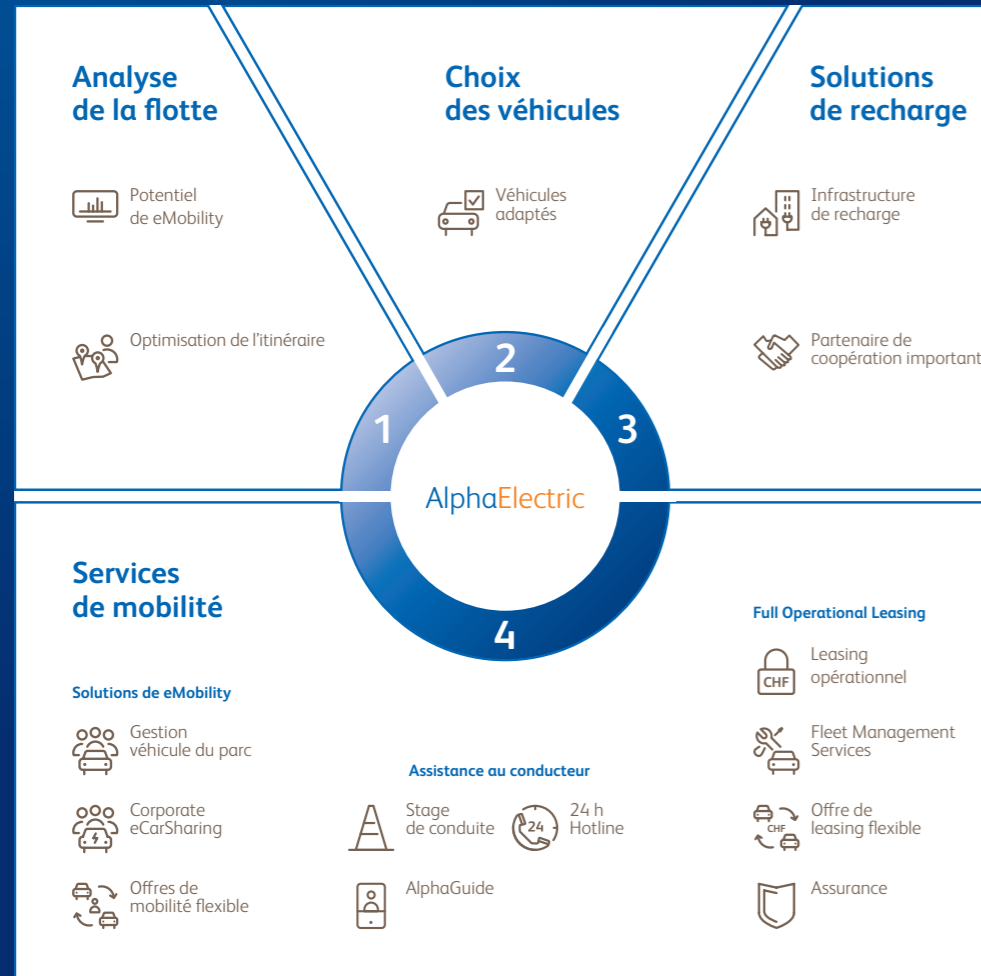 Analyse
de la flotte
Potentiel
de eMobility
Optimisation de l'itinéraire
Choix
des véhicules
Véhicules
adaptés
Solutions
de recharge
Infrastructure
de recharge
Partenaire de
coopération important
1
2
3
AlphaElectric
4
Services
de mobilité
Solutions de eMobility
Gestion
véhicule du parc
Corporate
eCarSharing
Offres de
mobilité flexible
Assistance au conducteur
Stage
de conduite
24
24 h
Hotline
AlphaGuide
Full Operational Leasing
CHF
Leasing
opérationnel
Fleet Management
Services
CHF
Offre de
leasing flexible
Assurance